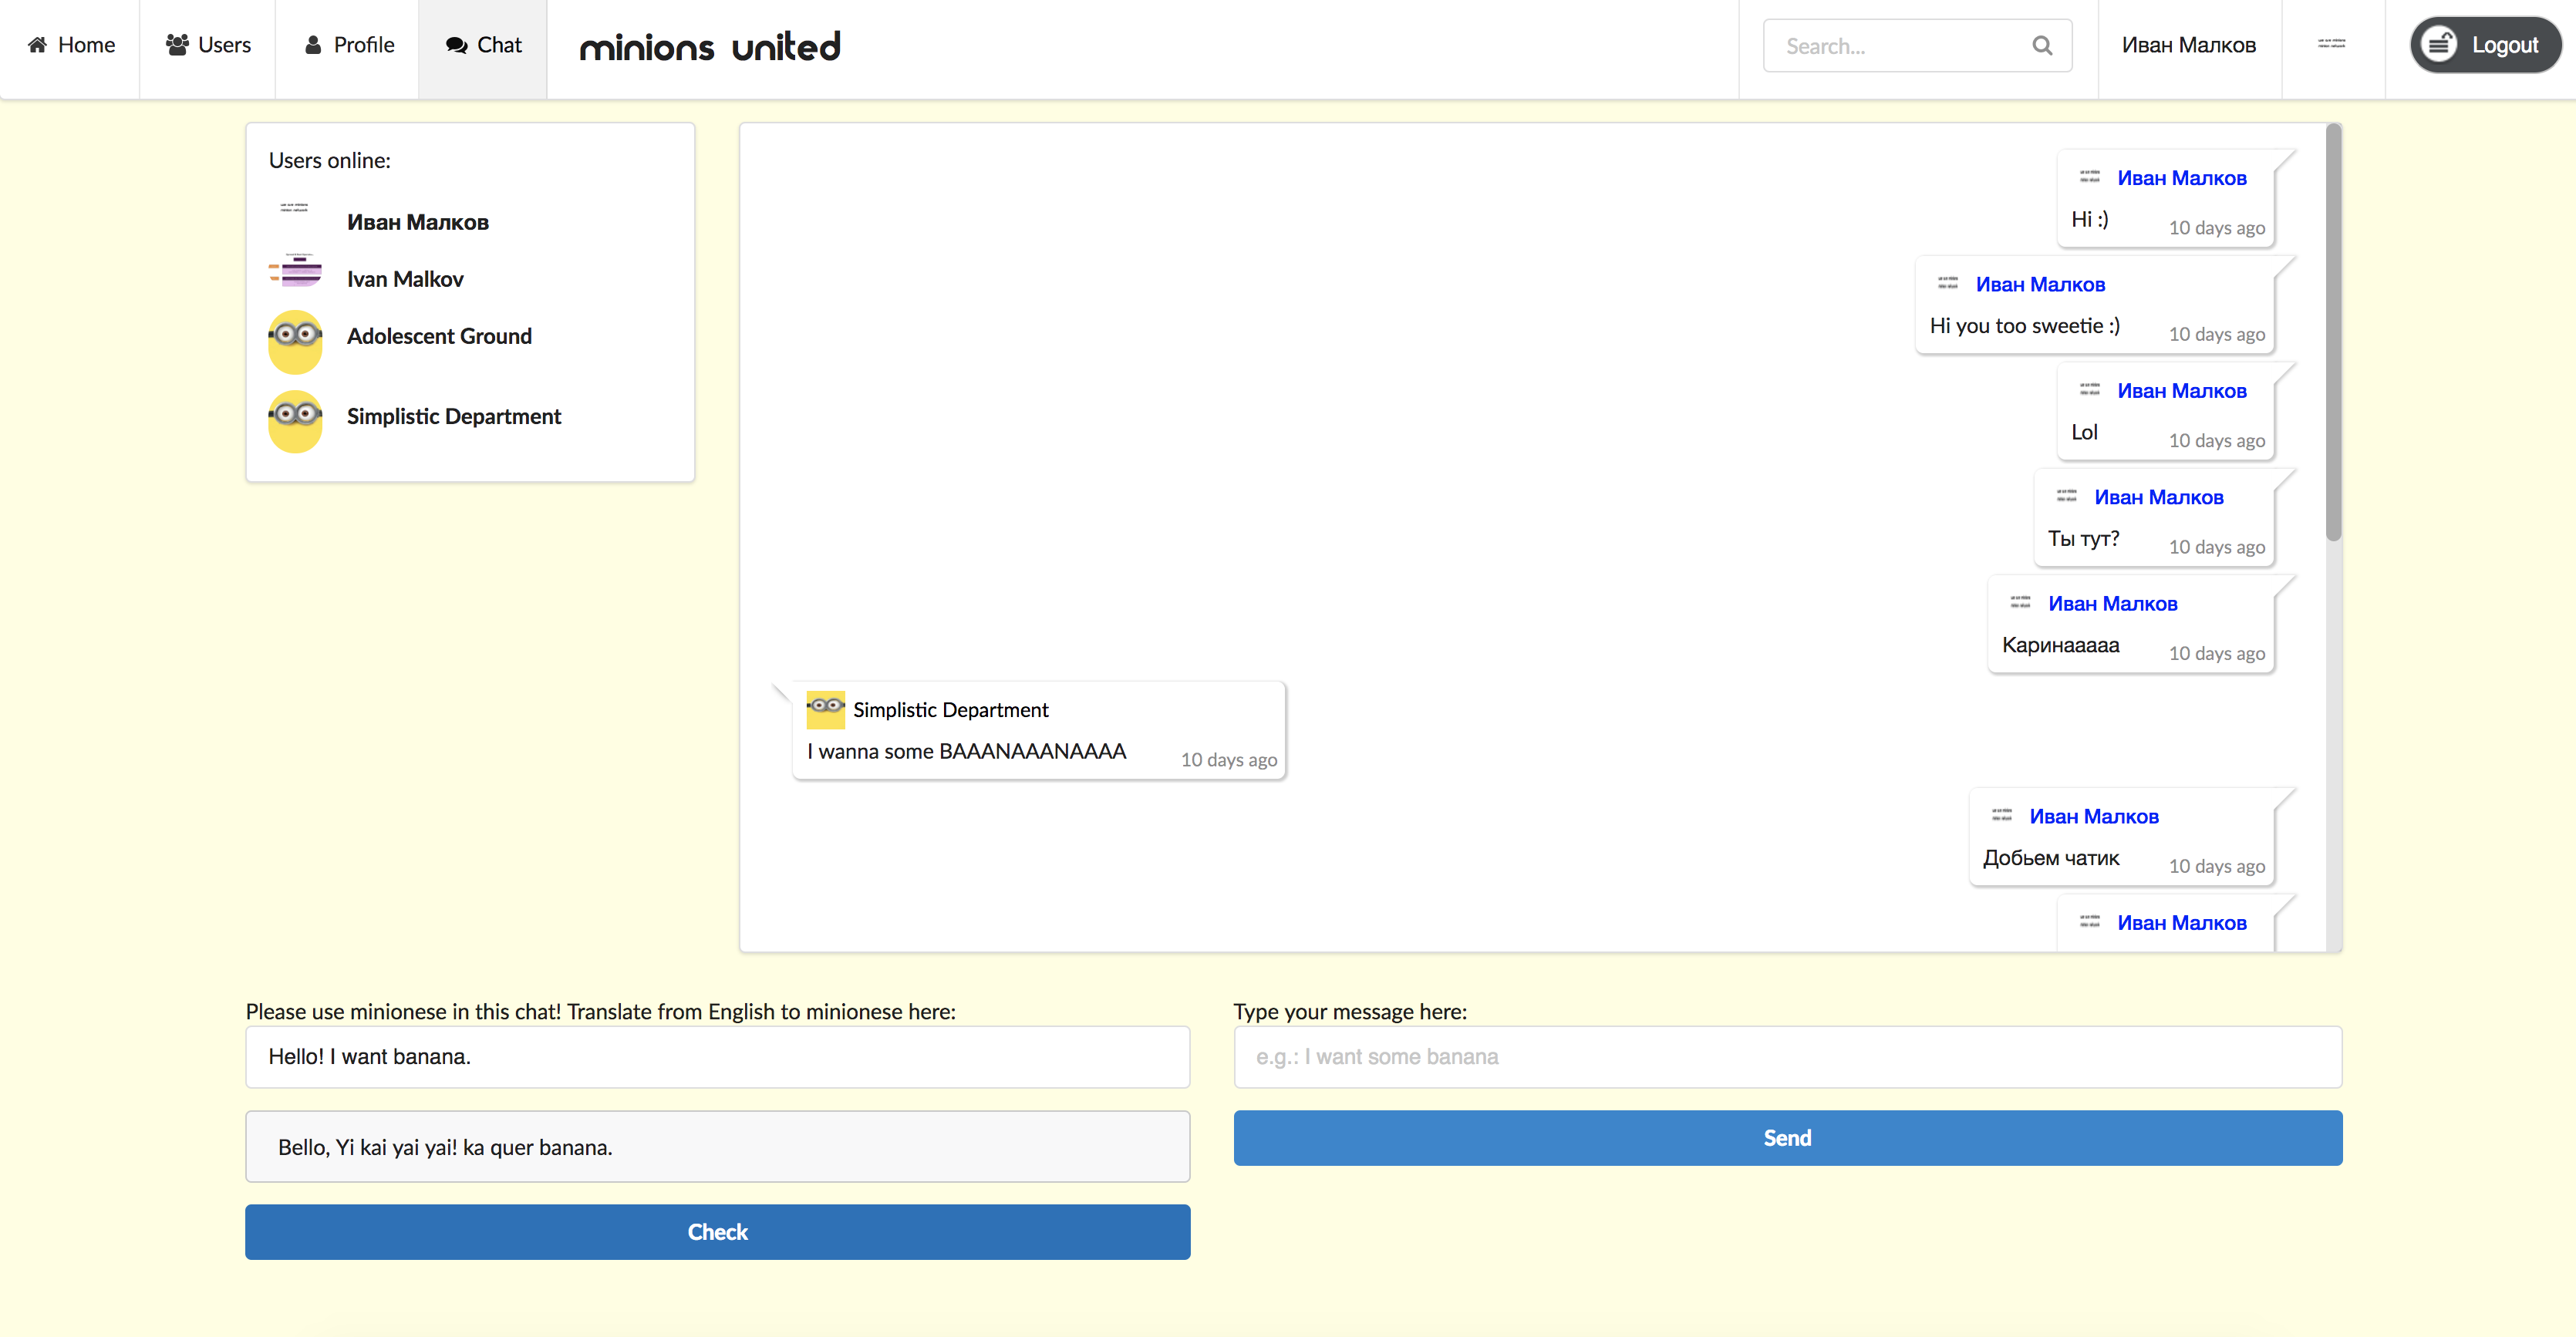 Home
Users
Profile
Chat
minions united
Search...
Иван Малков
Logout
Users online:
Иван Малков
Ivan Malkov
Adolescent Ground
Simplistic Department
Иван Малков
Hi :)
10 days ago
Иван Малков
Hi you too sweetie :)
10 days ago
Иван Малков
Lol
10 days ago
Иван Малков
Ты тут?
10 days ago
Иван Малков
Каринааааа
10 days ago
Simplistic Department
I wanna some BAAANAAANAAAA
10 days ago
Иван Малков
Добьем чатик
10 days ago
Иван Малков
Please use minionese in this chat! Translate from English to minionese here:
Hello! I want banana.
Bello, Yi kai yai yai! ka quer banana.
Check
Type your message here:
e.g.: I want some banana
Send